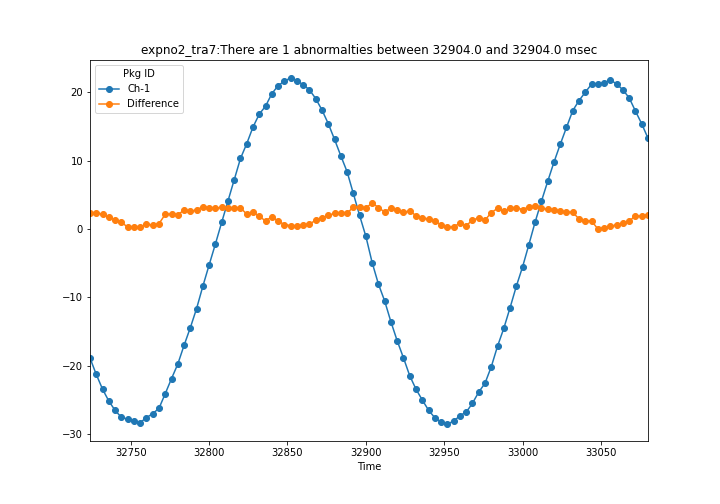 expno2_tra7:There are 1 abnormalties between 32904.0 and 32904.0 msec
Pkg ID
Ch-1
Difference
20
10
0
−10
−20
−30
32750 32800 32850 32900 32950 33000 33050
Time